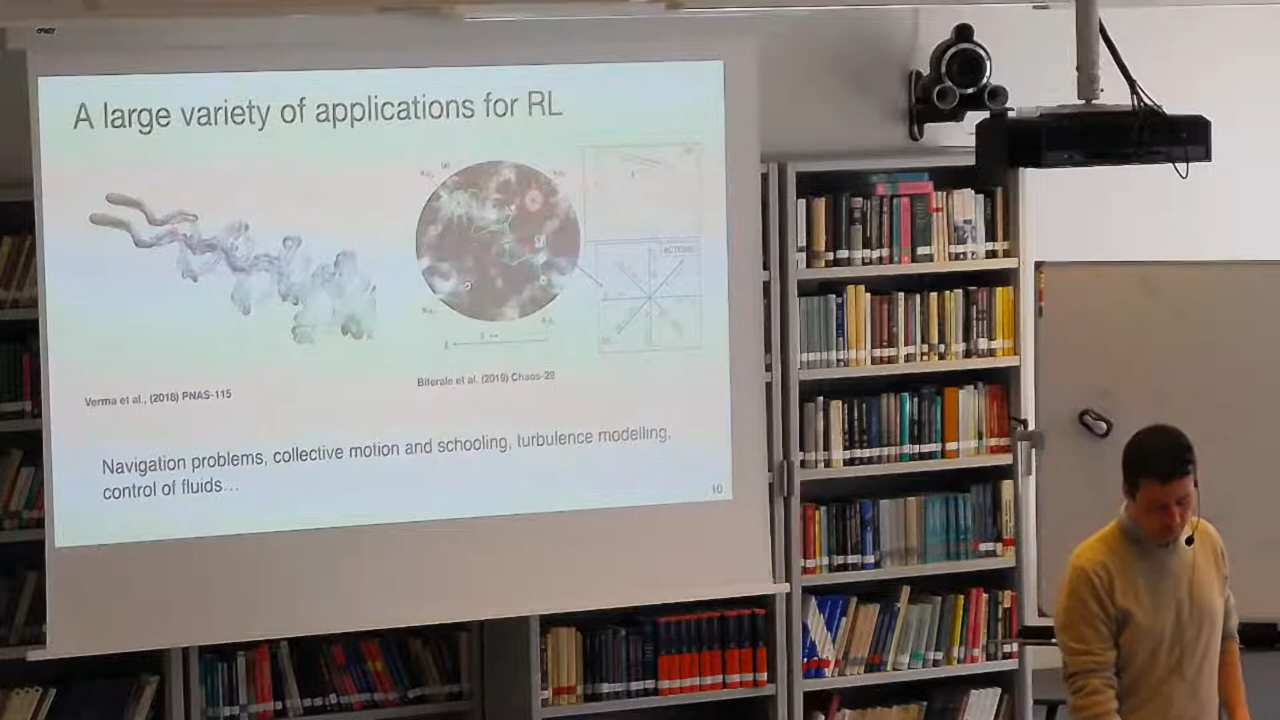 A large variety of applications for RL
ACTIONS
Verma et al., (2018) PNAS-115
Biferale et al. (2019) Chaos-29
Navigation problems, collective motion and schooling, turbulence modelling,
control of fluids…
10